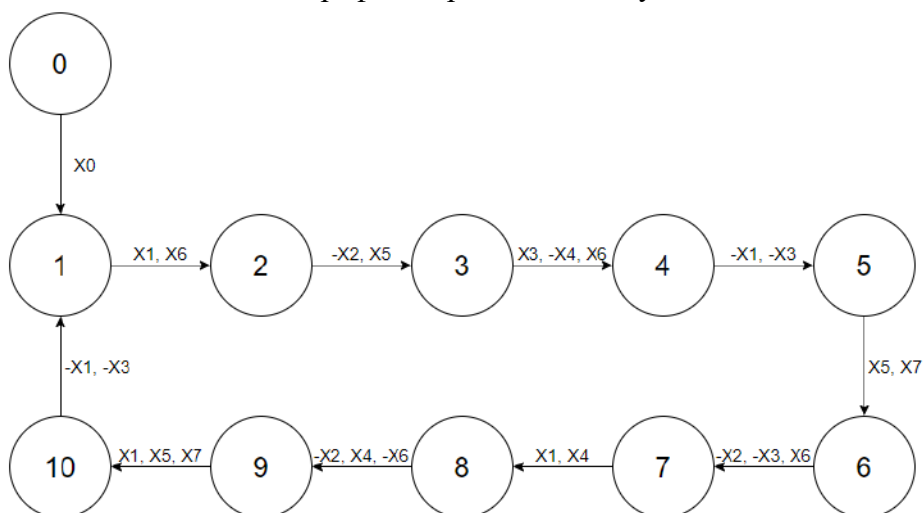 0
X0
1
X1, X6
2
-X2, X5
3
X3, -X4, X6
4
-X1, -X3
5
-X1, -X3
X5, X7
10
X1, X5, X7
9
-X2, X4, -X6
8
X1, X4
7
-X2, -X3, X6
6